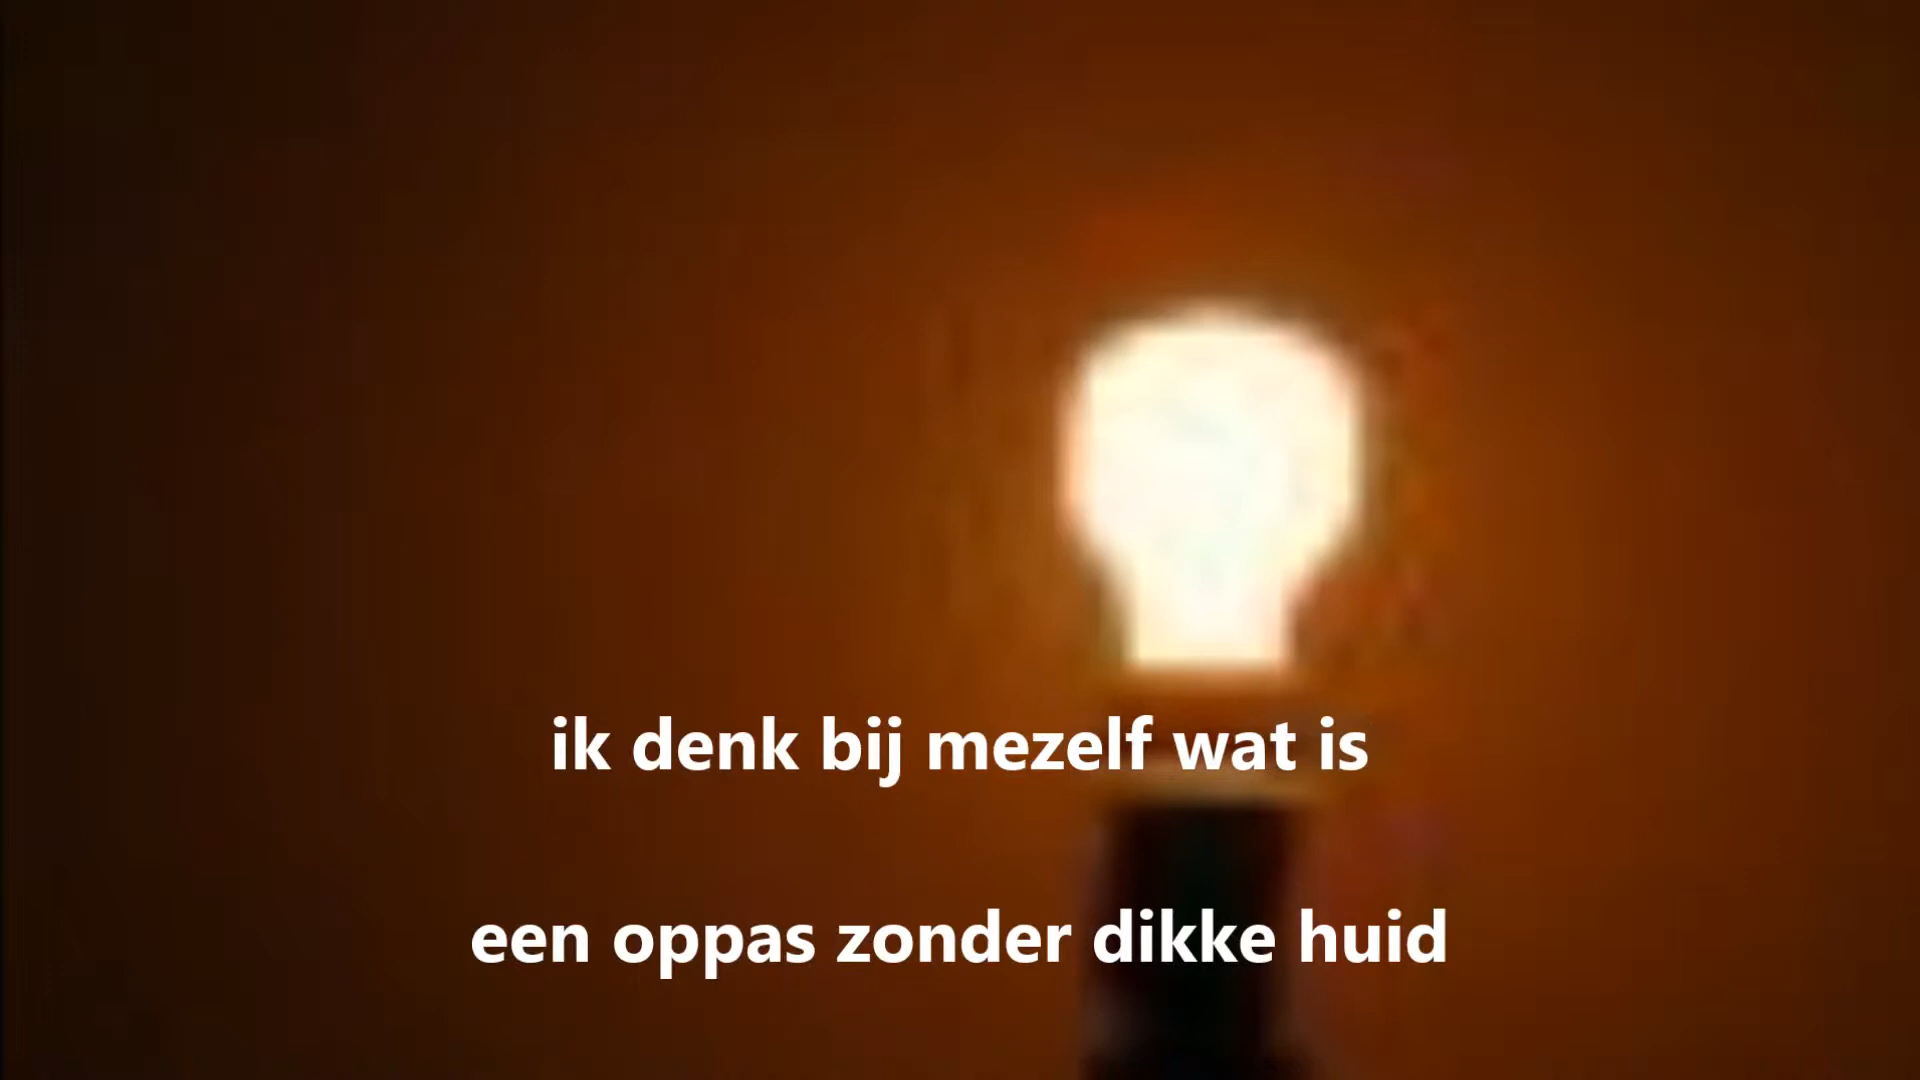 ik denk bij mezelf wat is
een oppas zonder dikke huid